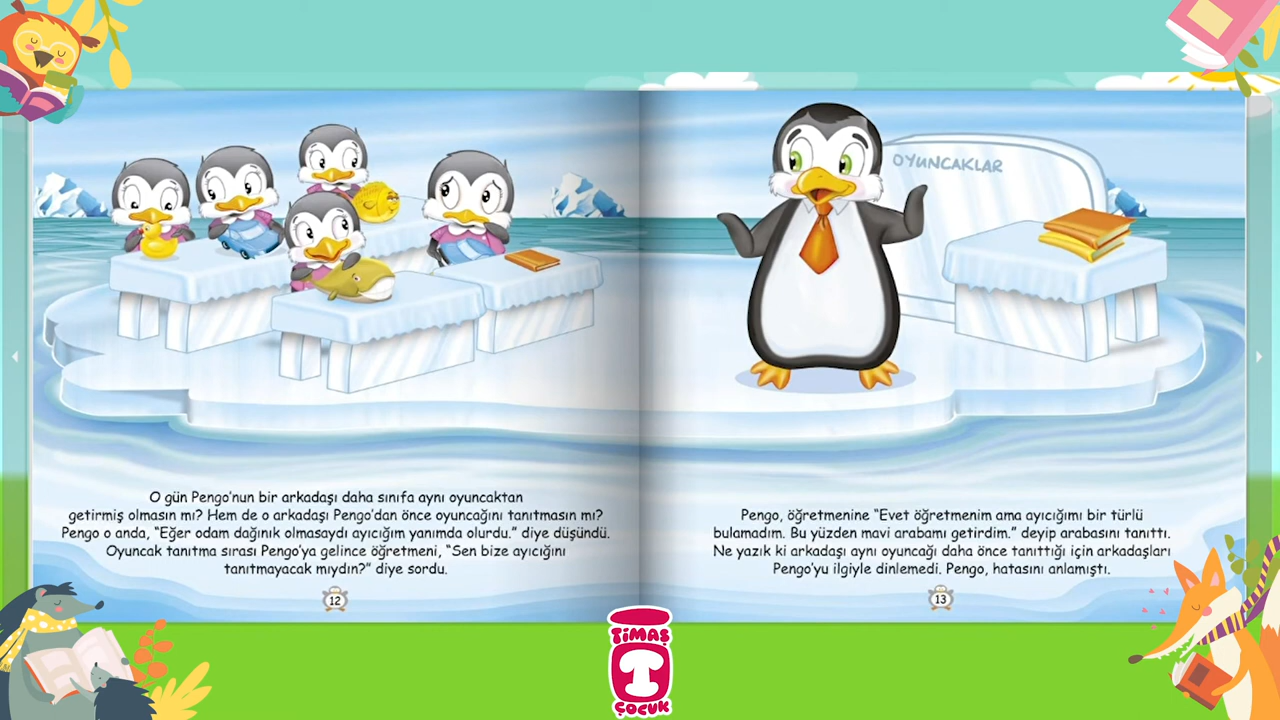 OYUNCAKLAR
O gün Pengo'nun bir arkadaşı daha sınıfa aynı oyuncaktan
getirmiş olmasın mı? Hem de o arkadaşı Pengo'dan önce oyuncağını tanıtmasın mı?
Pengo o anda, "Eğer odam dağınık olmasaydı ayıcığım yanımda olurdu." diye düşündü.
Oyuncak tanıtma sırası Pengo'ya gelince öğretmeni, "Sen bize ayıcığını
tanıtmayacak mıydın?" diye sordu.
12
Pengo, öğretmenine "Evet öğretmenim ama ayıcığımı bir türlü
bulamadım. Bu yüzden mavi arabamı getirdim." deyip arabasını tanıttı.
Ne yazık ki arkadaşı aynı oyuncağı daha önce tanıttığı için arkadaşları
Pengo'yu ilgiyle dinlemedi. Pengo, hatasını anlamıştı.
13
TİMAŞ
ÇOCUK